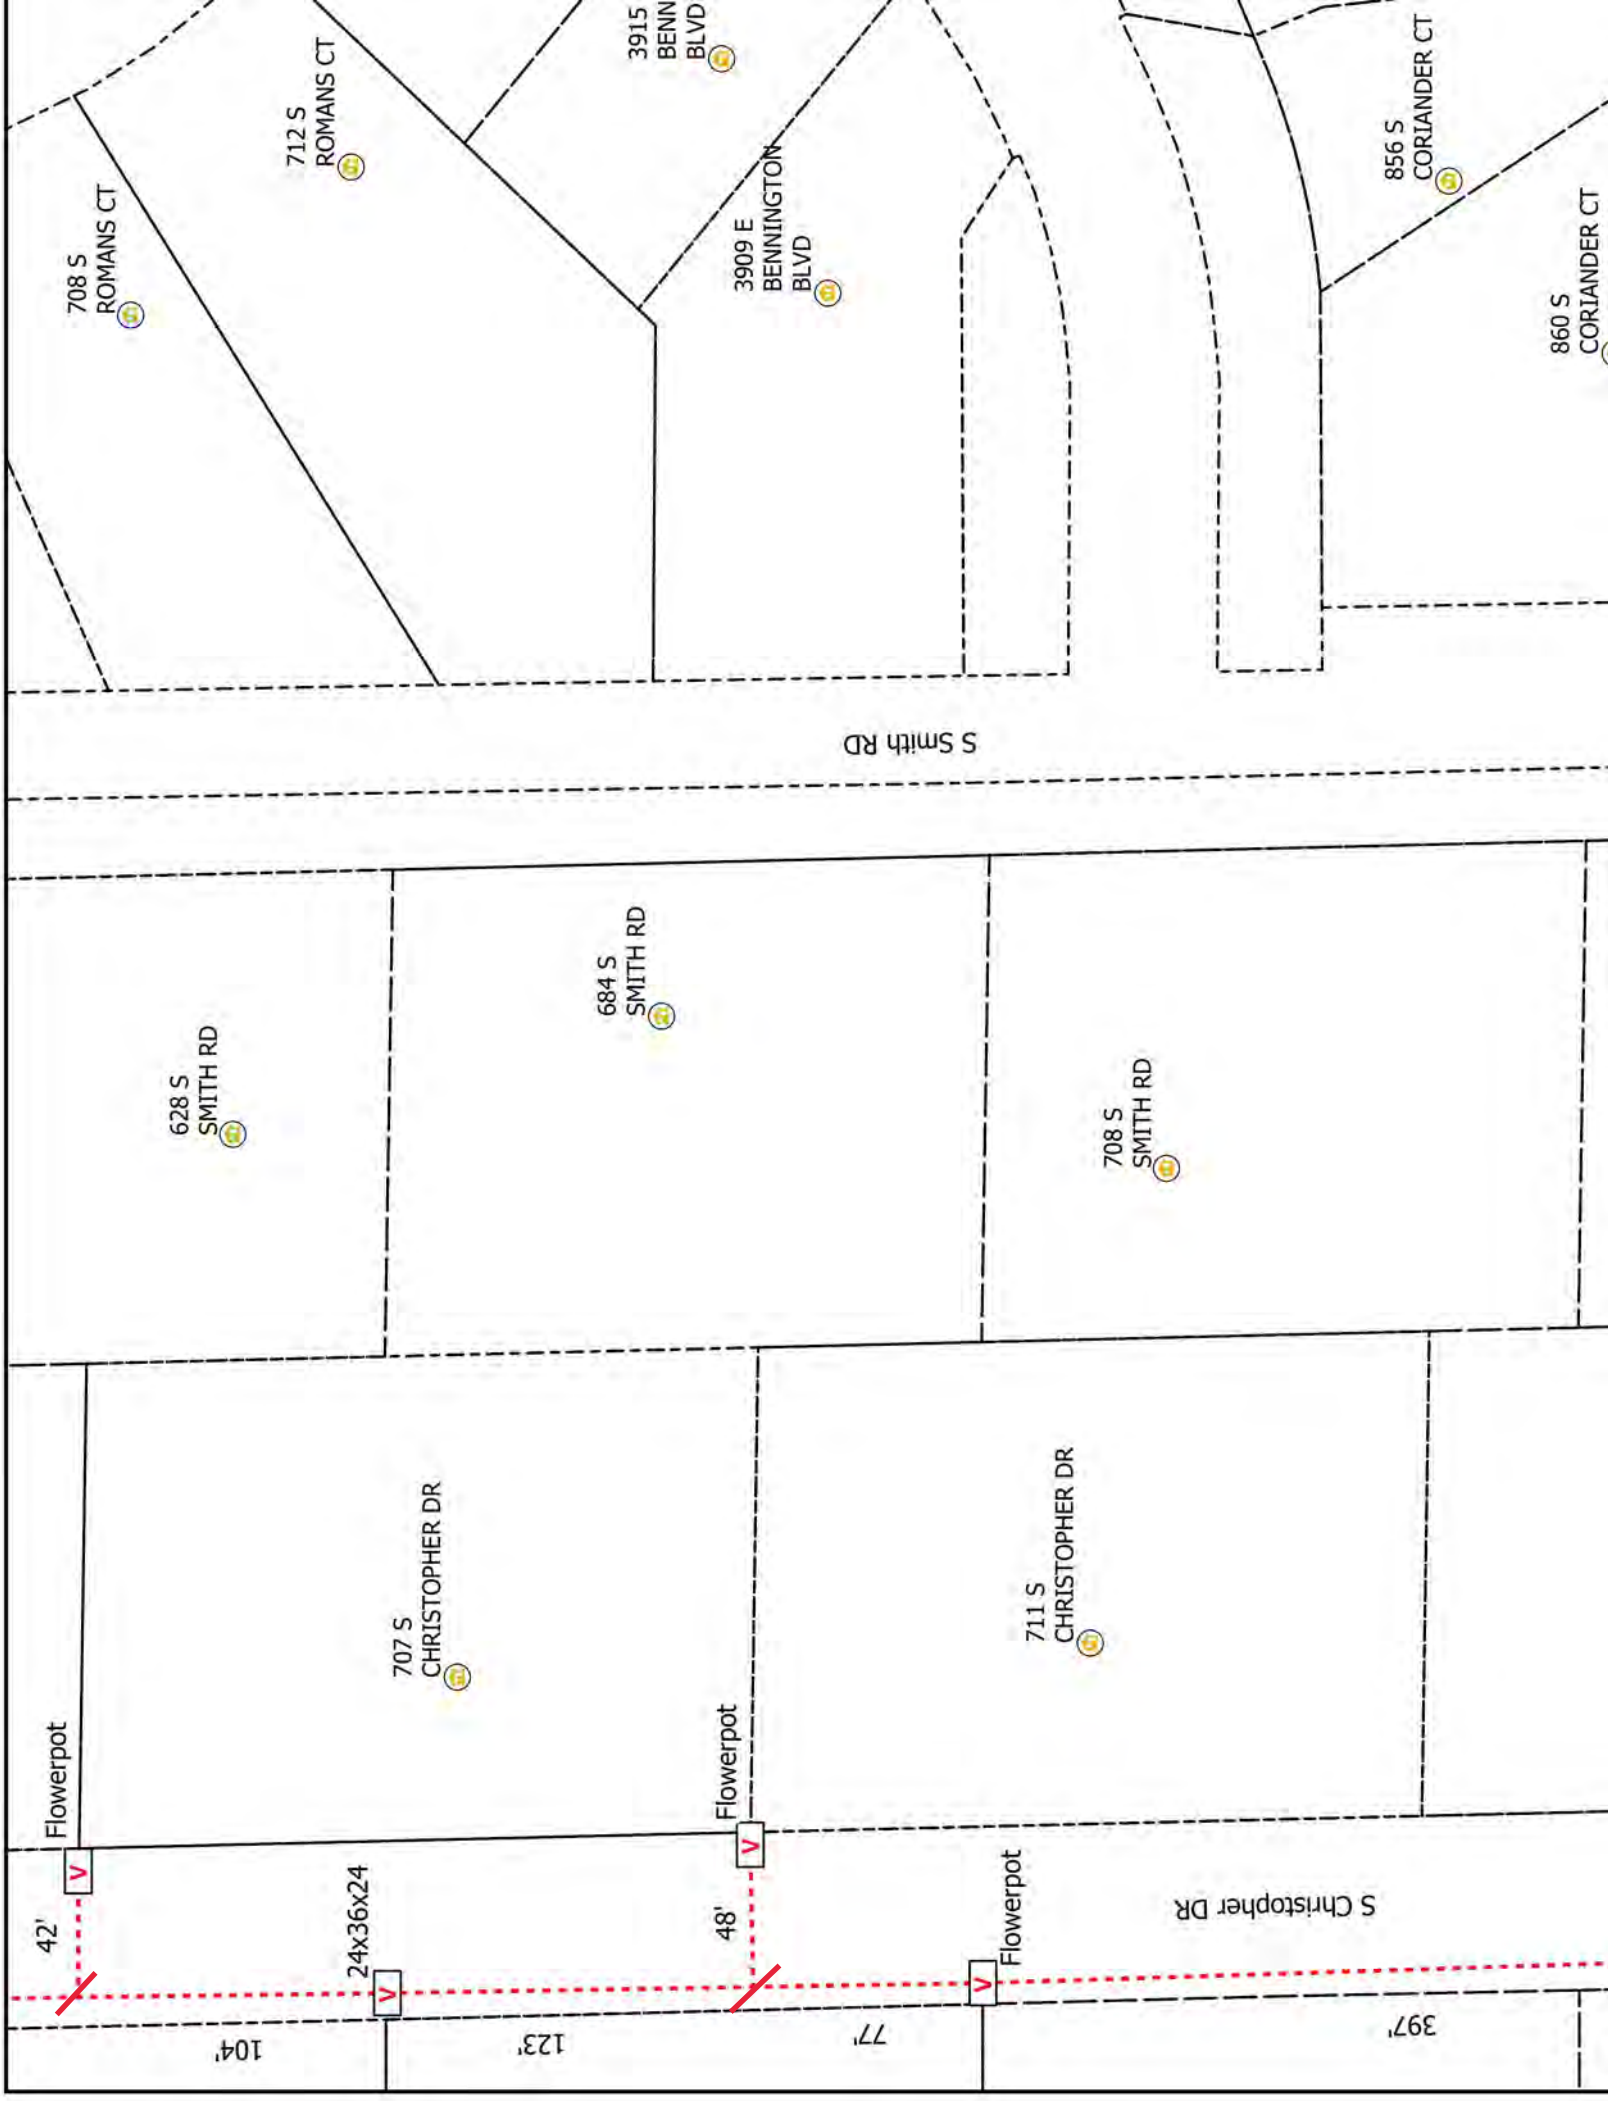 708 S
ROMANS CT
712 S
ROMANS CT
3915
BENN
BLVD
3909 E
BENNINGTON
BLVD
856 S
CORIANDER CT
860 S
CORIANDER CT
S Smith RD
628 S
SMITH RD
684 S
SMITH RD
708 S
SMITH RD
707 S
CHRISTOPHER DR
711 S
CHRISTOPHER DR
Flowerpot
V
42'
24x36x24
V
Flowerpot
V
48'
Flowerpot
V
S Christopher DR
104'
123'
77'
397'